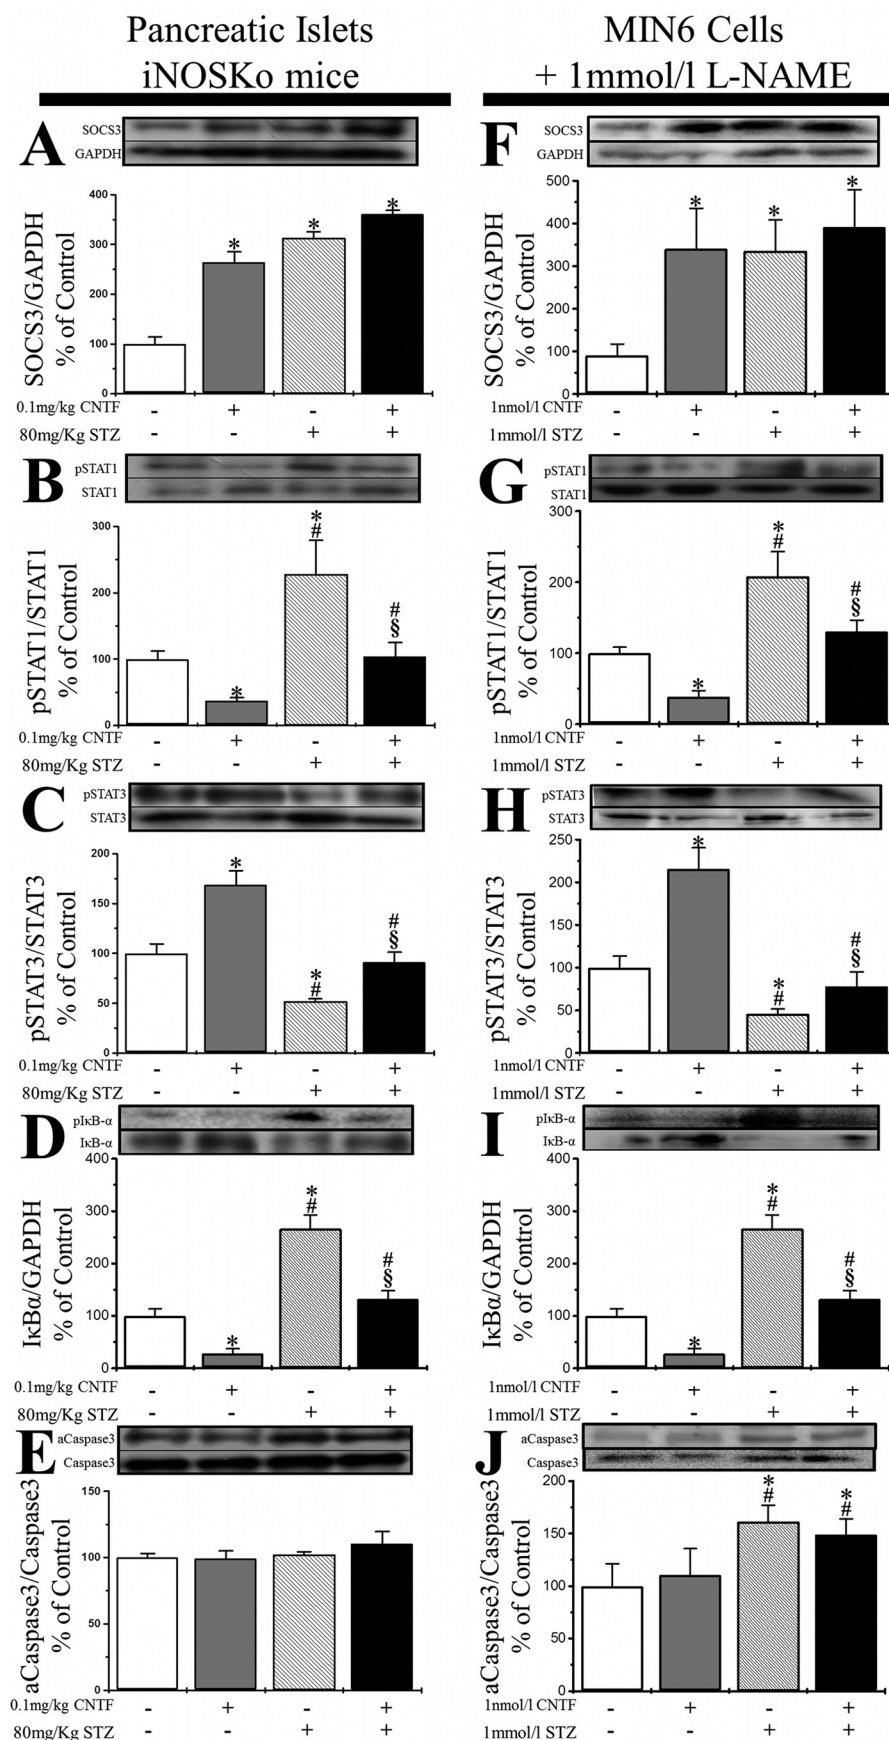 Pancreatic Islets
iNOSKo mice
A
SOCS3
GAPDH
SOCS3/GAPDH
% of Control
400
300
200
100
0
*
*
*
0.1mg/kg CNTF - + - +
80mg/Kg STZ - - + +
B
pSTAT1
STAT1
pSTAT1/STAT1
% of Control
300
200
100
0
*
*
#
#
§
0.1mg/kg CNTF - + - +
80mg/Kg STZ - - + +
C
pSTAT3
STAT3
pSTAT3/STAT3
% of Control
200
150
100
50
0
*
*
#
#
§
0.1mg/kg CNTF - + - +
80mg/Kg STZ - - + +
D
pIκB-α
IκB-α
IκBα/GAPDH
% of Control
400
300
200
100
0
*
*
#
#
§
0.1mg/kg CNTF - + - +
80mg/Kg STZ - - + +
E
aCaspase3
Caspase3
aCaspase3/Caspase3
% of Control
150
100
50
0
0.1mg/kg CNTF - + - +
80mg/Kg STZ - - + +
MIN6 Cells
+ 1mmol/l L-NAME
F
SOCS3
GAPDH
SOCS3/GAPDH
% of Control
500
400
300
200
100
0
*
*
*
1nmol/l CNTF - + - +
1mmol/l STZ - - + +
G
pSTAT1
STAT1
pSTAT1/STAT1
% of Control
300
200
100
0
*
*
#
#
§
1nmol/l CNTF - + - +
1mmol/l STZ - - + +
H
pSTAT3
STAT3
pSTAT3/STAT3
% of Control
250
200
150
100
50
0
*
*
#
#
§
1nmol/l CNTF - + - +
1mmol/l STZ - - + +
I
pIκB-α
IκB-α
IκBα/GAPDH
% of Control
400
300
200
100
0
*
*
#
#
§
1nmol/l CNTF - + - +
1mmol/l STZ - - + +
J
aCaspase3
Caspase3
aCaspase3/Caspase3
% of Control
200
150
100
50
0
*
#
*
#
1nmol/l CNTF - + - +
1mmol/l STZ - - + +